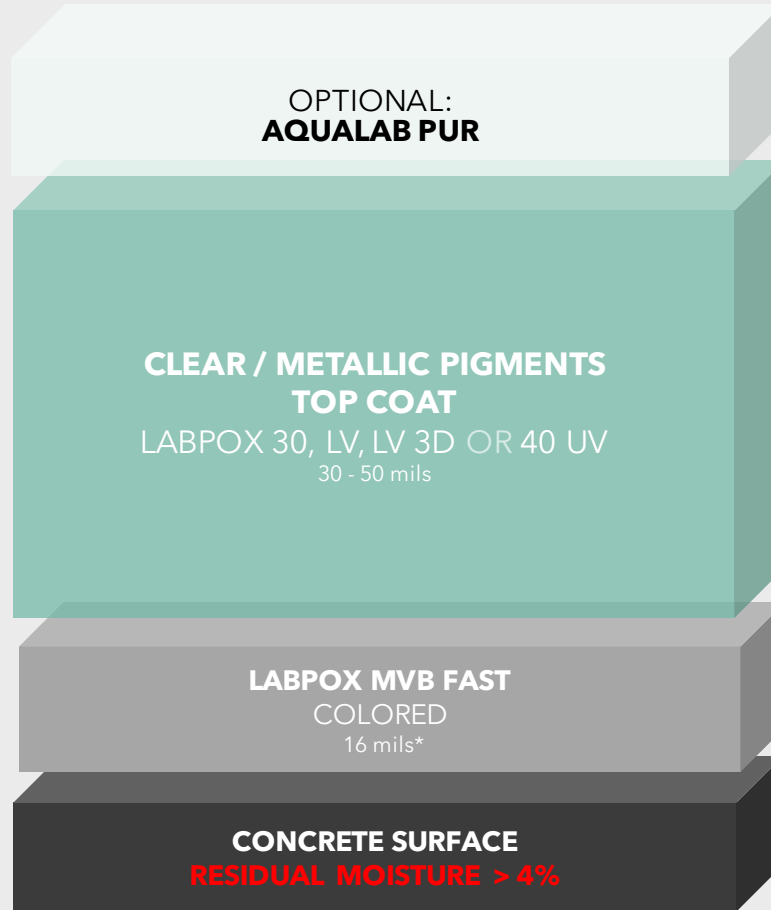 OPTIONAL:
AQUALAB PUR
CLEAR / METALLIC PIGMENTS
TOP COAT
LABPOX 30, LV, LV 3D OR 40 UV
30 - 50 mils
LABPOX MVB FAST
COLORED
16 mils*
CONCRETE SURFACE
RESIDUAL MOISTURE > 4%